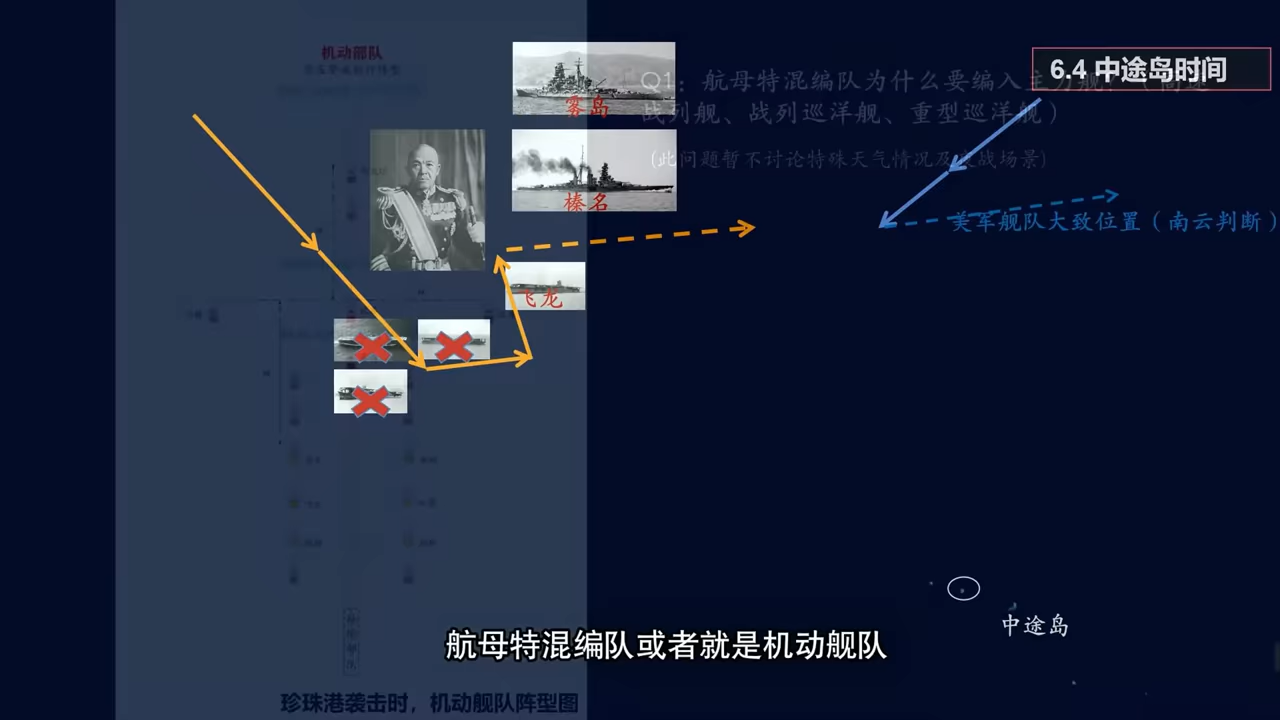 机动部队
6.4 中途岛时间
Q1：航母特混编队为什么要编入主力舰？（高速
战列舰、战列巡洋舰、重型巡洋舰）
（此问题暂不讨论特殊天气情况及夜战场景）
雾岛
榛名
美军舰队大致位置（南云判断）
飞龙
中途岛
航母特混编队或者就是机动舰队
珍珠港袭击时，机动舰队阵型图